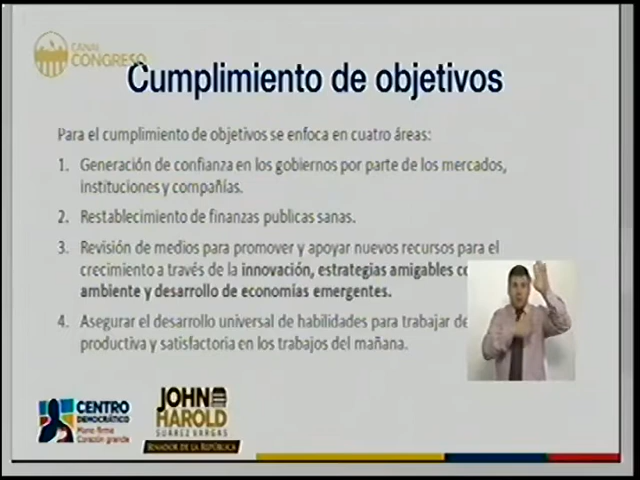 CANAL
CONGRESO
Cumplimiento de objetivos
Para el cumplimiento de objetivos se enfoca en cuatro áreas:
1. Generación de confianza en los gobiernos por parte de los mercados,
instituciones y compañías.
2. Restablecimiento de finanzas publicas sanas.
3. Revisión de medios para promover y apoyar nuevos recursos para el
crecimiento a través de la innovación, estrategias amigables
ambiente y desarrollo de economías emergentes.
4. Asegurar el desarrollo universal de habilidades para trabajar de
productiva y satisfactoria en los trabajos del mañana.
CENTRO
DEMOCRÁTICO
Mano firme
Corazón grande
JOHN
HAROLD
SUÁREZ VARGAS
SENADOR DE LA REPÚBLICA